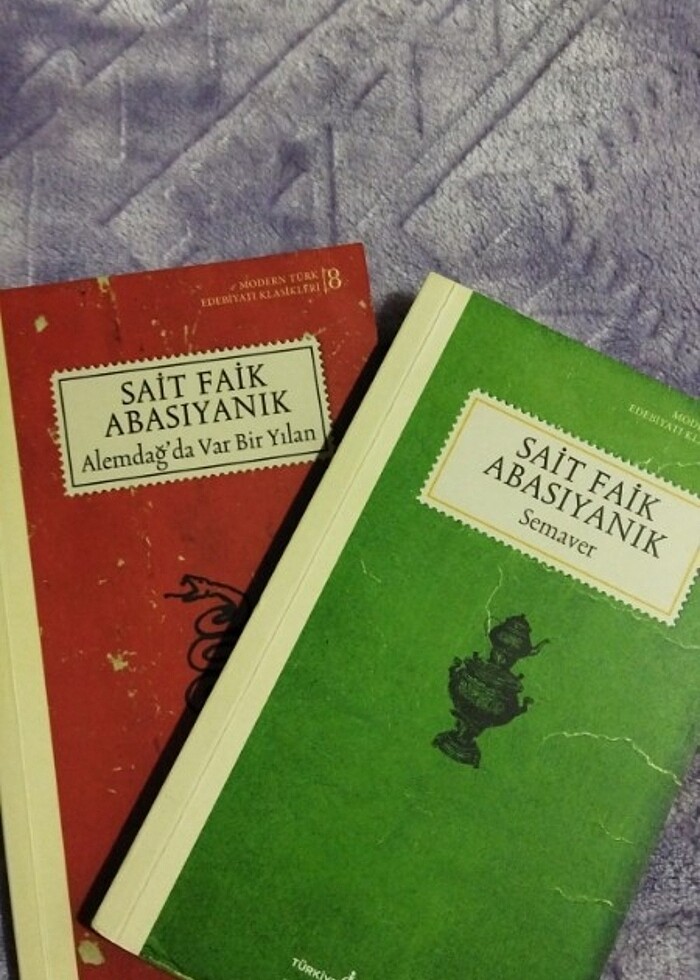 MODERN TÜRK
EDEBİYATI KLASİKLERİ 8
SAİT FAİK
ABASIYANIK
Alemdağ'da Var Bir Yılan
SAİT FAİK
ABASIYANIK
Semaver